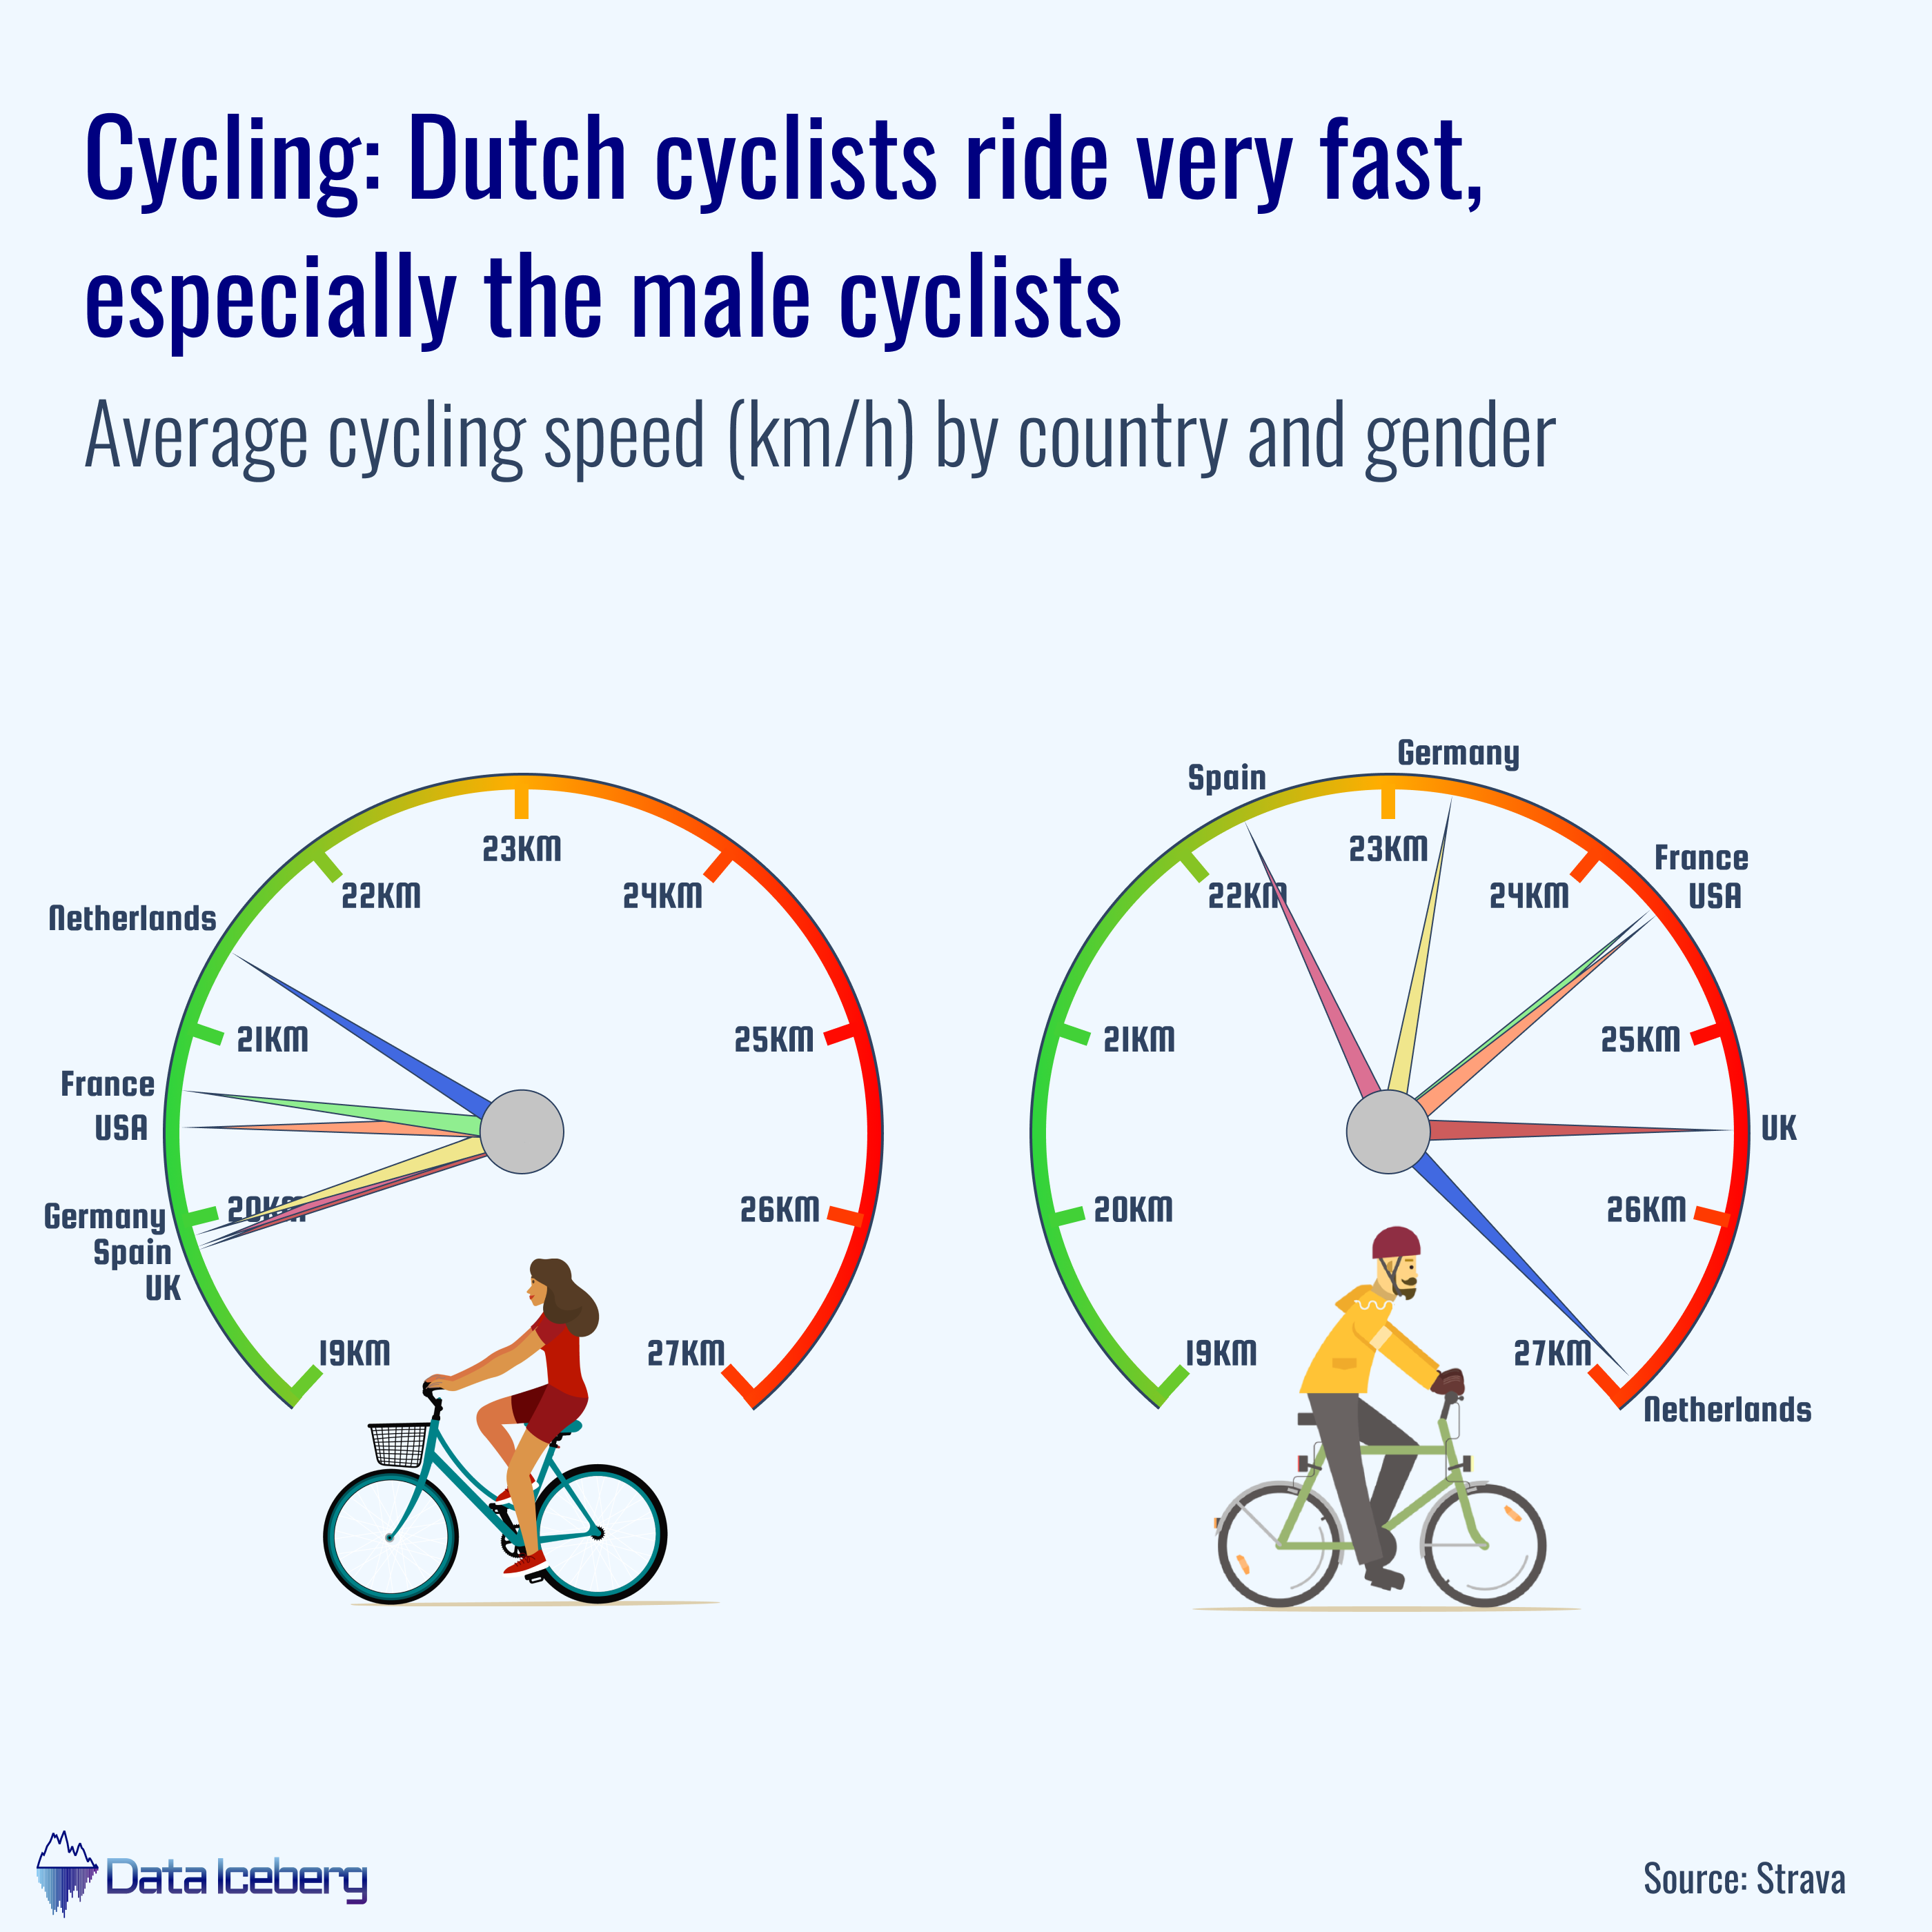 Cycling: Dutch cyclists ride very fast,
especially the male cyclists
Average cycling speed (km/h) by country and gender
Netherlands
France
USA
Germany
Spain
UK
19KM
20KM
21KM
22KM
23KM
24KM
25KM
26KM
27KM
Spain
Germany
France
USA
UK
Netherlands
19KM
20KM
21KM
22KM
23KM
24KM
25KM
26KM
27KM
Data Iceberg
Source: Strava